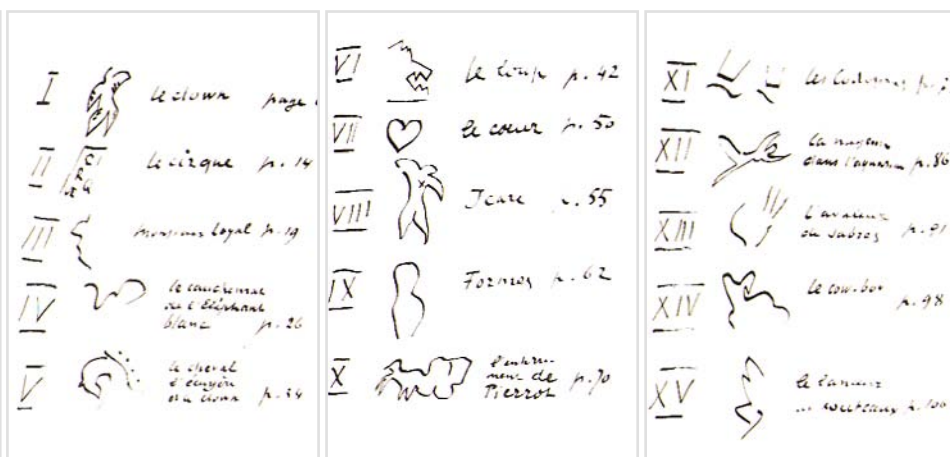 I le clown page
II le cirque p. 14
III monsieur Loyal p. 19
IV le cauchemar
de l'Eléphant
blanc p. 26
V le cheval
l'écuyère
et le clown p. 34
VI le loup p. 42
VII le coeur p. 50
VIII Icare p. 55
IX Formes p. 62
X l'enterre-
ment de
Pierrot p. 70
XI les Codomas
XII la nageuse
dans l'aquarium p. 86
XIII l'avaleur
de sabres p. 91
XIV le cow-boy p. 98
XV le lanceur
de couteaux p. 100